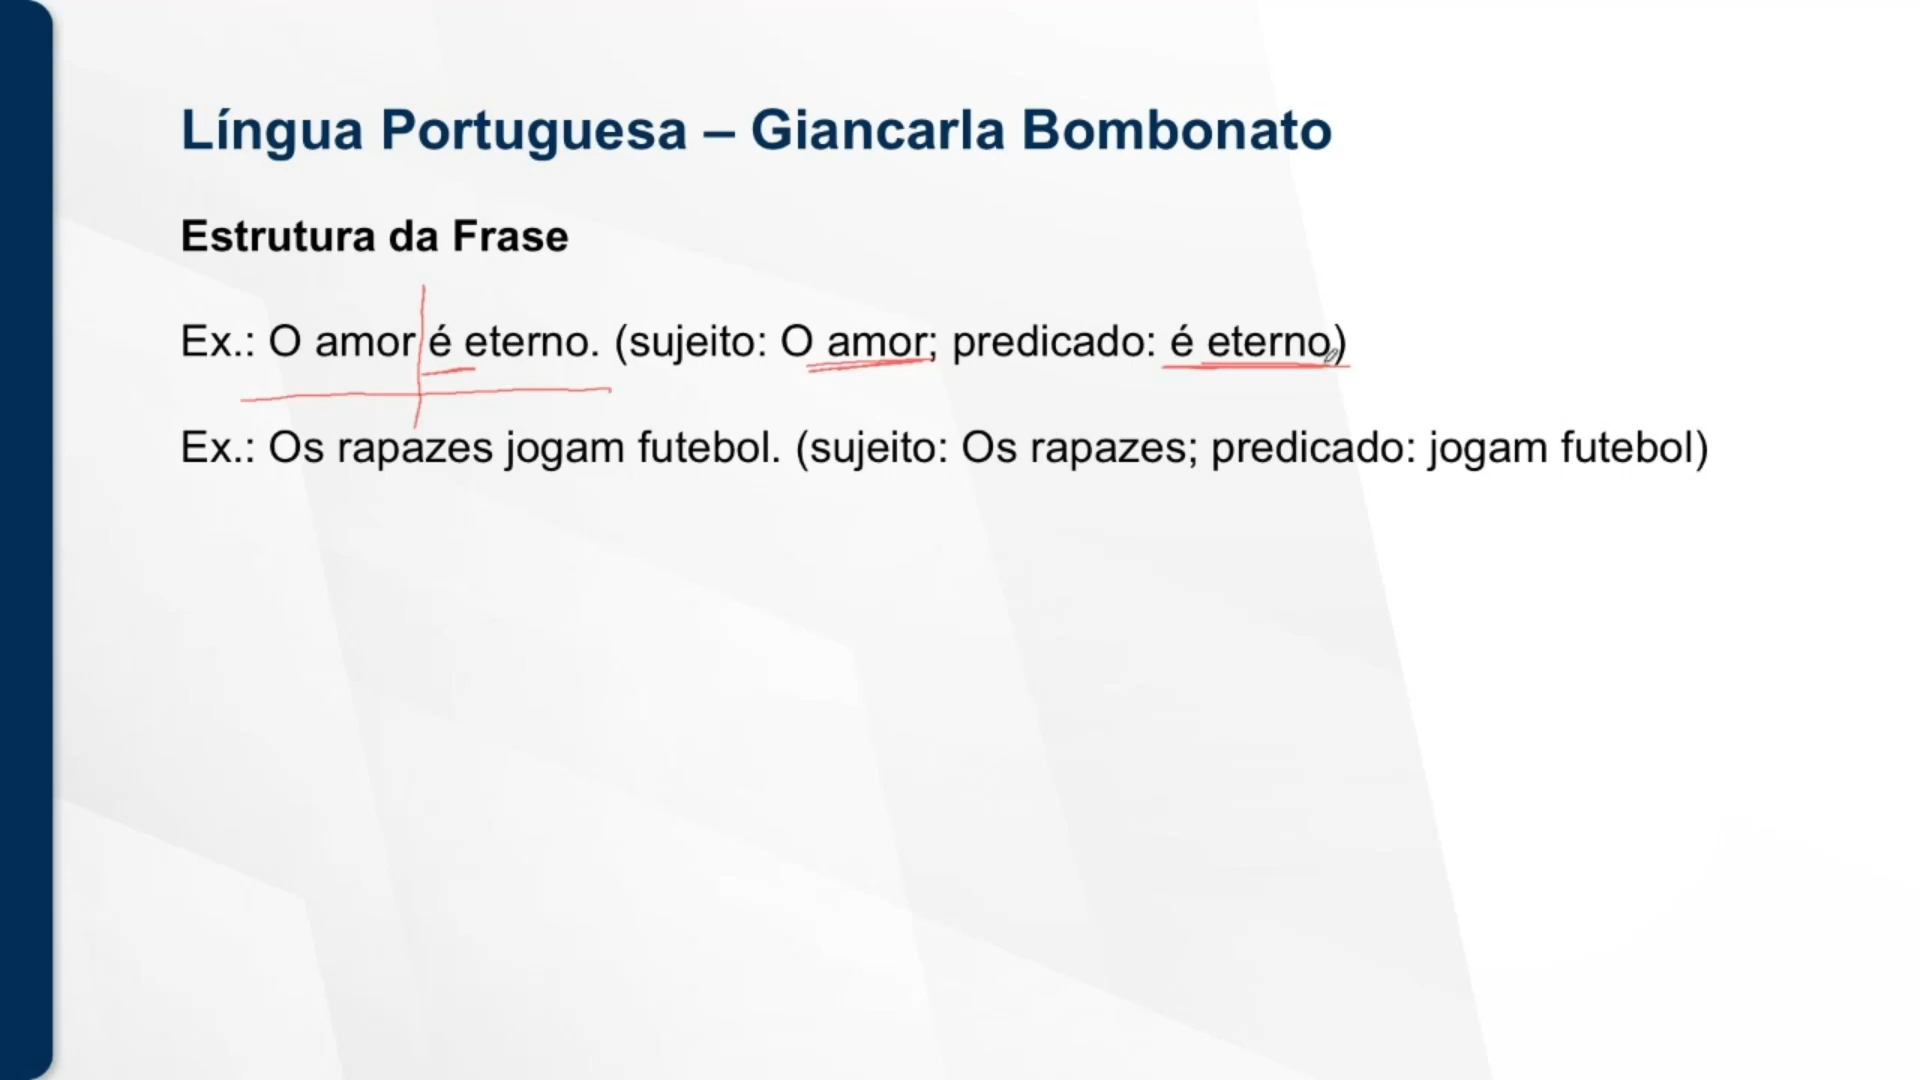 Língua Portuguesa – Giancarla Bombonato
Estrutura da Frase
Ex.: O amor é eterno. (sujeito: O amor; predicado: é eterno)
Ex.: Os rapazes jogam futebol. (sujeito: Os rapazes; predicado: jogam futebol)